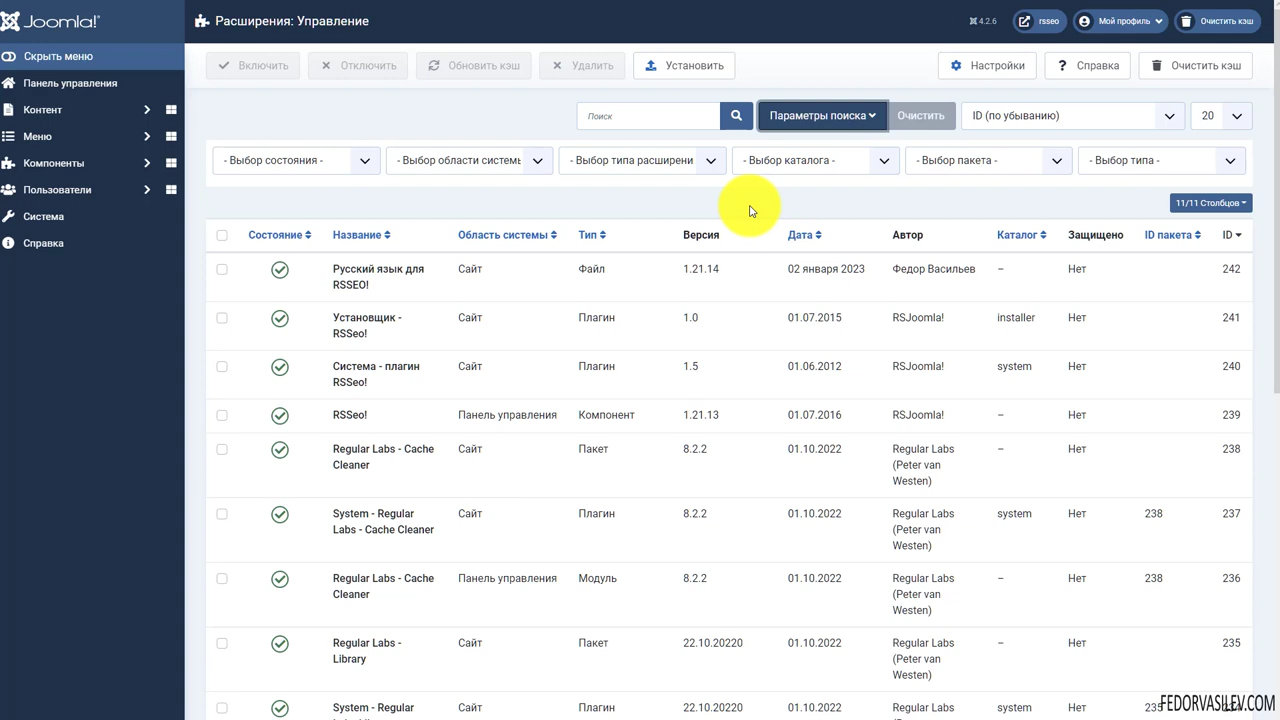 Joomla!®
Расширения: Управление
4.2.6
rsseo
Мой профиль
Очистить кэш
Скрыть меню
Панель управления
Контент
Меню
Компоненты
Пользователи
Система
Справка
Включить
Отключить
Обновить кэш
Удалить
Установить
Настройки
Справка
Очистить кэш
Поиск
Параметры поиска
Очистить
ID (по убыванию)
20
- Выбор состояния -
- Выбор области системы
- Выбор типа расширени
- Выбор каталога -
- Выбор пакета -
- Выбор типа -
11/11 Столбцов
Состояние Название Область системы Тип Версия Дата Автор Каталог Защищено ID пакета ID
Русский язык для Сайт Файл 1.21.14 02 января 2023 Федор Васильев – Нет 242
RSSEO!
Установщик - Сайт Плагин 1.0 01.07.2015 RSJoomla! installer Нет 241
RSSeo!
Система - плагин Сайт Плагин 1.5 01.06.2012 RSJoomla! system Нет 240
RSSeo!
RSSeo! Панель управления Компонент 1.21.13 01.07.2016 RSJoomla! – Нет 239
Regular Labs - Cache Сайт Пакет 8.2.2 01.10.2022 Regular Labs – Нет 238
Cleaner (Peter van
Westen)
System - Regular Сайт Плагин 8.2.2 01.10.2022 Regular Labs system Нет 238 237
Labs - Cache Cleaner (Peter van
Westen)
Regular Labs - Cache Панель управления Модуль 8.2.2 01.10.2022 Regular Labs – Нет 238 236
Cleaner (Peter van
Westen)
Regular Labs - Сайт Пакет 22.10.20220 01.10.2022 Regular Labs – Нет 235
Library (Peter van
Westen)
System - Regular Сайт Плагин 22.10.20220 01.10.2022 Regular Labs system Нет 235
FEDORVASILEV.COM